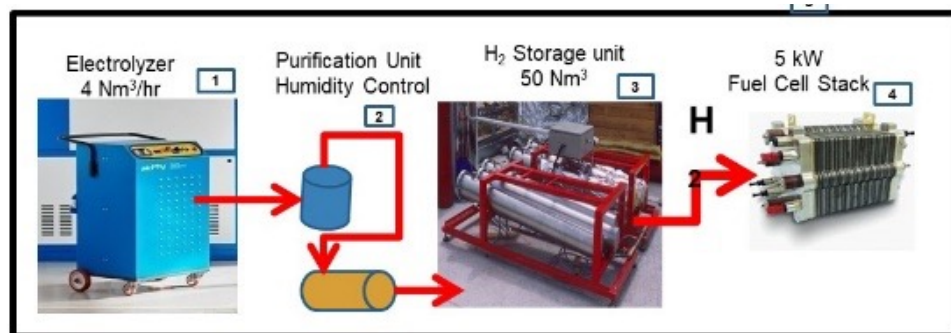 Electrolyzer
4 Nm³/hr
1
Purification Unit
Humidity Control
2
H₂ Storage unit
50 Nm³
3
H
2
5 kW
Fuel Cell Stack
4